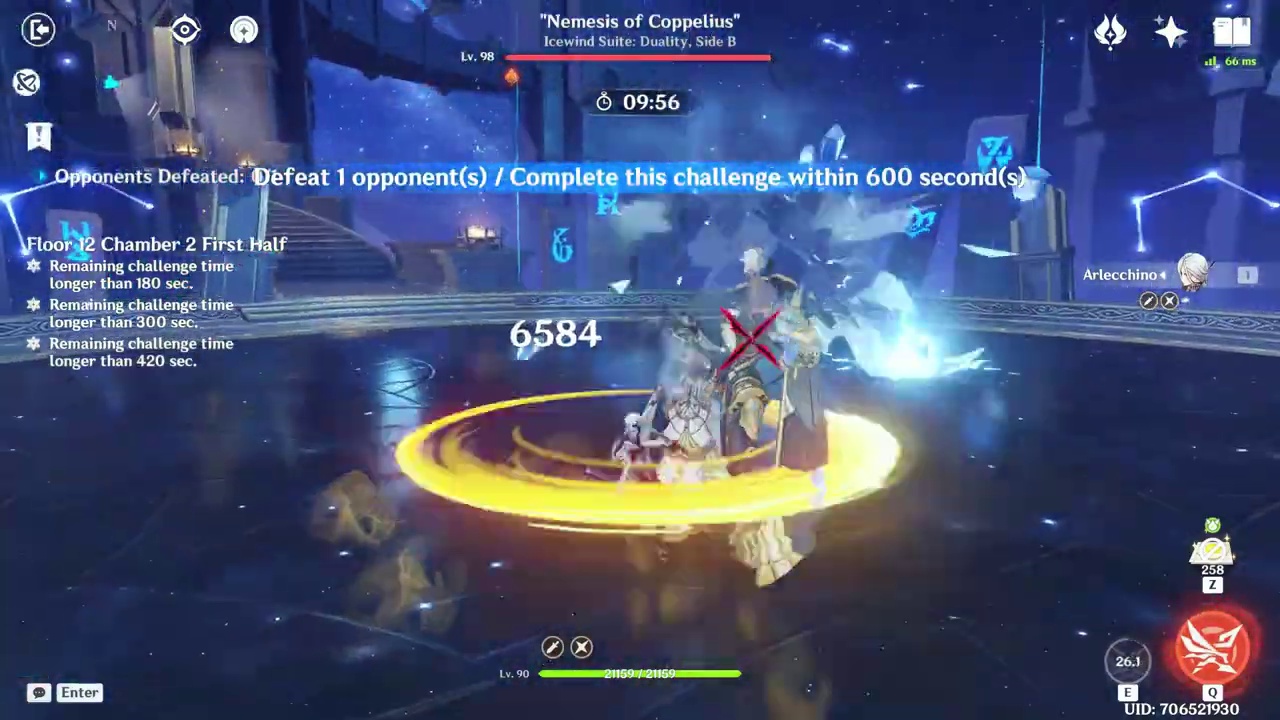 N
"Nemesis of Coppelius"
Icewind Suite: Duality, Side B
Lv. 98
66 ms
09:56
Opponents Defeated:
Defeat 1 opponent(s) / Complete this challenge within 600 second(s)
Floor 12 Chamber 2 First Half
Remaining challenge time
longer than 180 sec.
Remaining challenge time
longer than 300 sec.
Remaining challenge time
longer than 420 sec.
Arlecchino
1
6584
258
Z
26.1
E
Q
Lv. 90
21159 / 21159
Enter
UID: 706521930